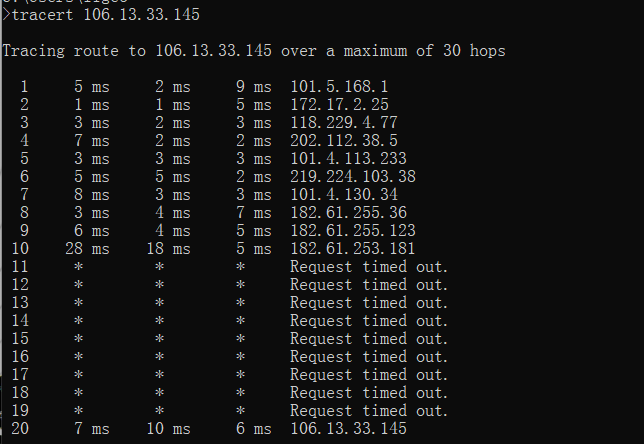 >tracert 106.13.33.145
Tracing route to 106.13.33.145 over a maximum of 30 hops
1 5 ms 2 ms 9 ms 101.5.168.1
2 1 ms 1 ms 5 ms 172.17.2.25
3 3 ms 2 ms 3 ms 118.229.4.77
4 7 ms 2 ms 2 ms 202.112.38.5
5 3 ms 3 ms 3 ms 101.4.113.233
6 5 ms 5 ms 2 ms 219.224.103.38
7 8 ms 3 ms 3 ms 101.4.130.34
8 3 ms 4 ms 7 ms 182.61.255.36
9 6 ms 4 ms 5 ms 182.61.255.123
10 28 ms 18 ms 5 ms 182.61.253.181
11 * * * Request timed out.
12 * * * Request timed out.
13 * * * Request timed out.
14 * * * Request timed out.
15 * * * Request timed out.
16 * * * Request timed out.
17 * * * Request timed out.
18 * * * Request timed out.
19 * * * Request timed out.
20 7 ms 10 ms 6 ms 106.13.33.145